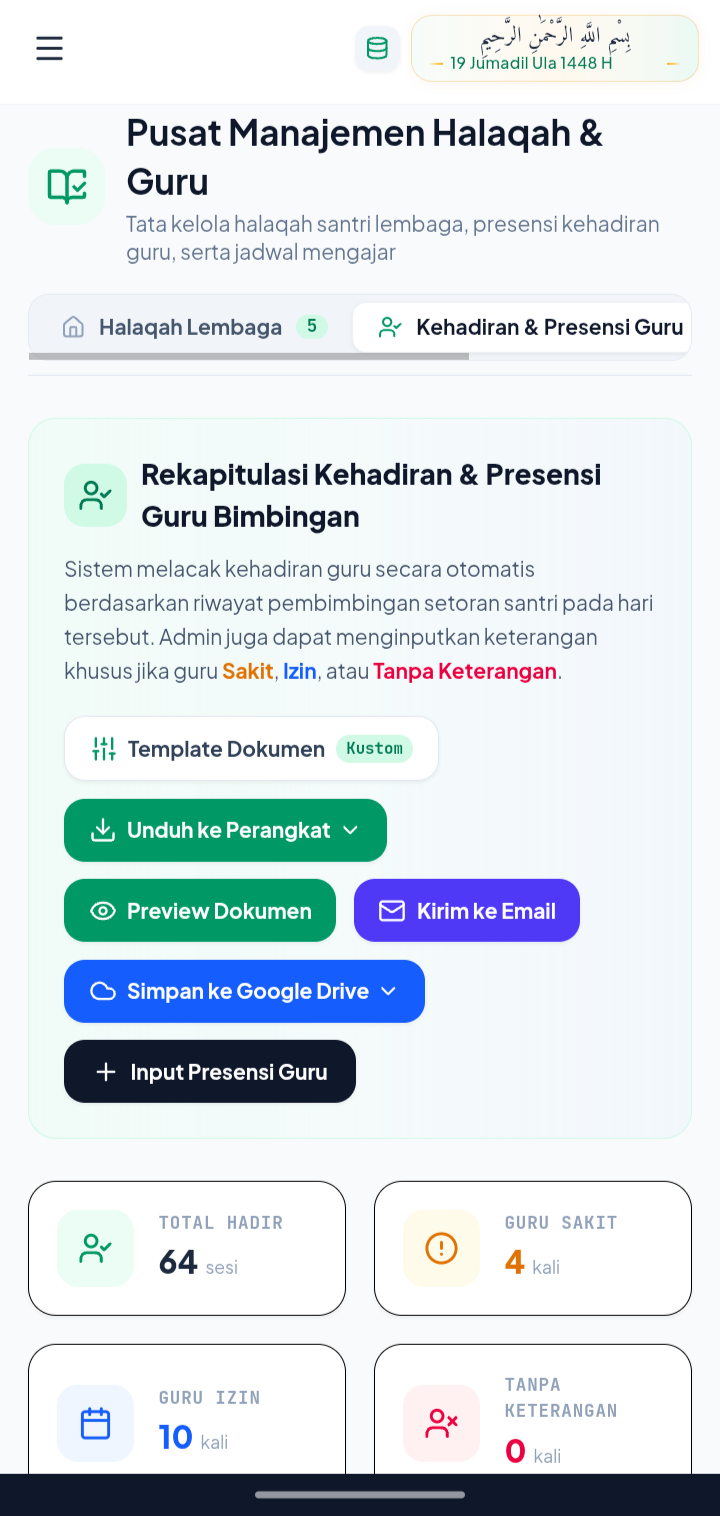 بِسْمِ اللَّهِ الرَّحْمَٰنِ الرَّحِيمِ
19 Jumadil Ula 1448 H
Pusat Manajemen Halaqah &
Guru
Tata kelola halaqah santri lembaga, presensi kehadiran
guru, serta jadwal mengajar
Halaqah Lembaga 5 Kehadiran & Presensi Guru
Rekapitulasi Kehadiran & Presensi
Guru Bimbingan
Sistem melacak kehadiran guru secara otomatis
berdasarkan riwayat pembimbingan setoran santri pada hari
tersebut. Admin juga dapat menginputkan keterangan
khusus jika guru Sakit, Izin, atau Tanpa Keterangan.
Template Dokumen Kustom
Unduh ke Perangkat
Preview Dokumen Kirim ke Email
Simpan ke Google Drive
Input Presensi Guru
TOTAL HADIR
64 sesi
GURU SAKIT
4 kali
GURU IZIN
10 kali
TANPA
KETERANGAN
0 kali